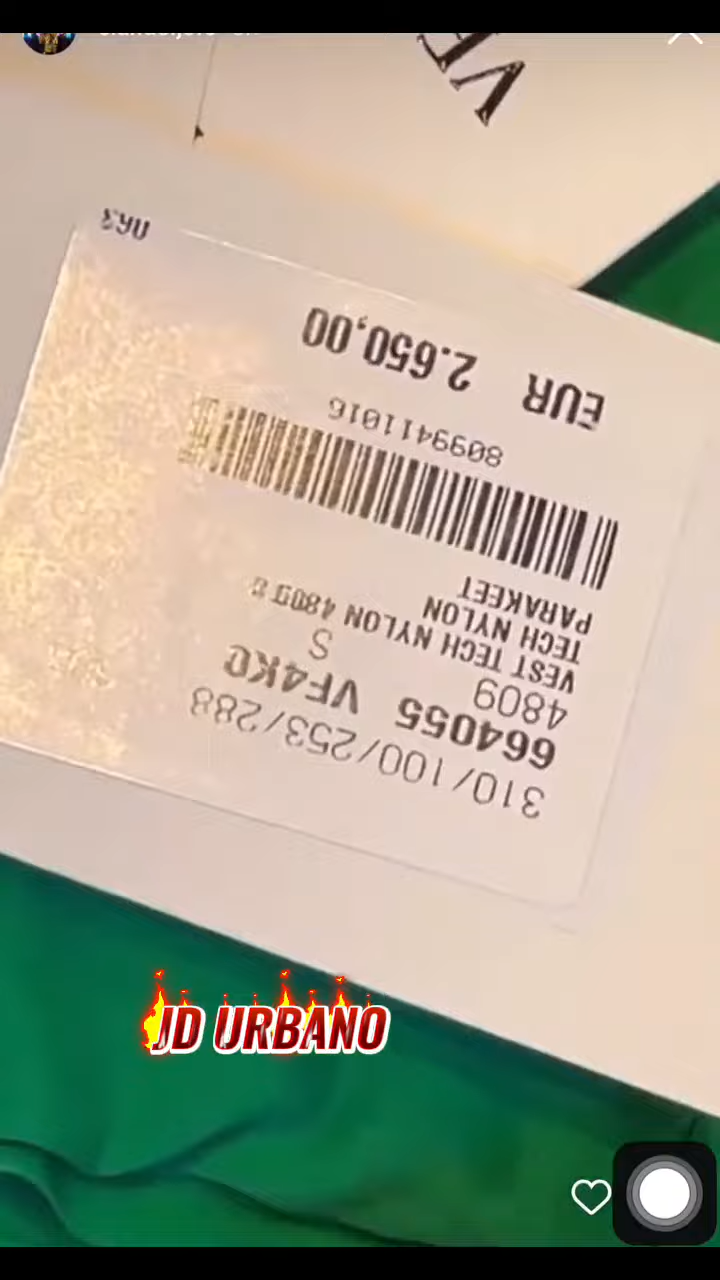 310/100/253/288
664055 VF4K0
4809 S
VEST TECH NYLON 4809 S
TECH NYLON
PARAKEET
8099411016
EUR 2.650,00
JD URBANO